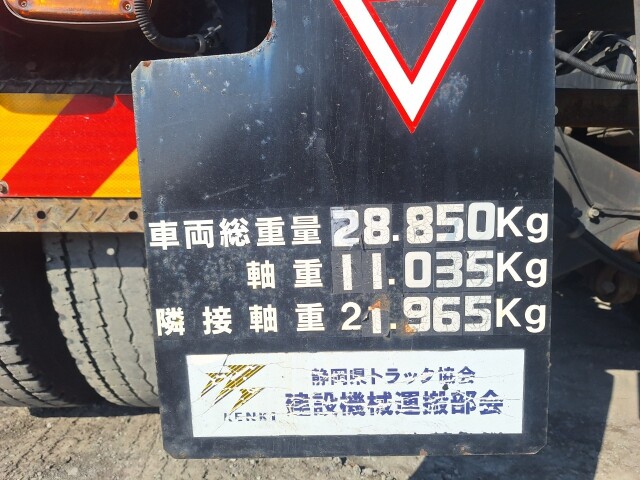 車両総重量 28.850Kg
軸重 11.035Kg
隣接軸重 21.965Kg
静岡県トラック協会
KENKI 建設機械運搬部会